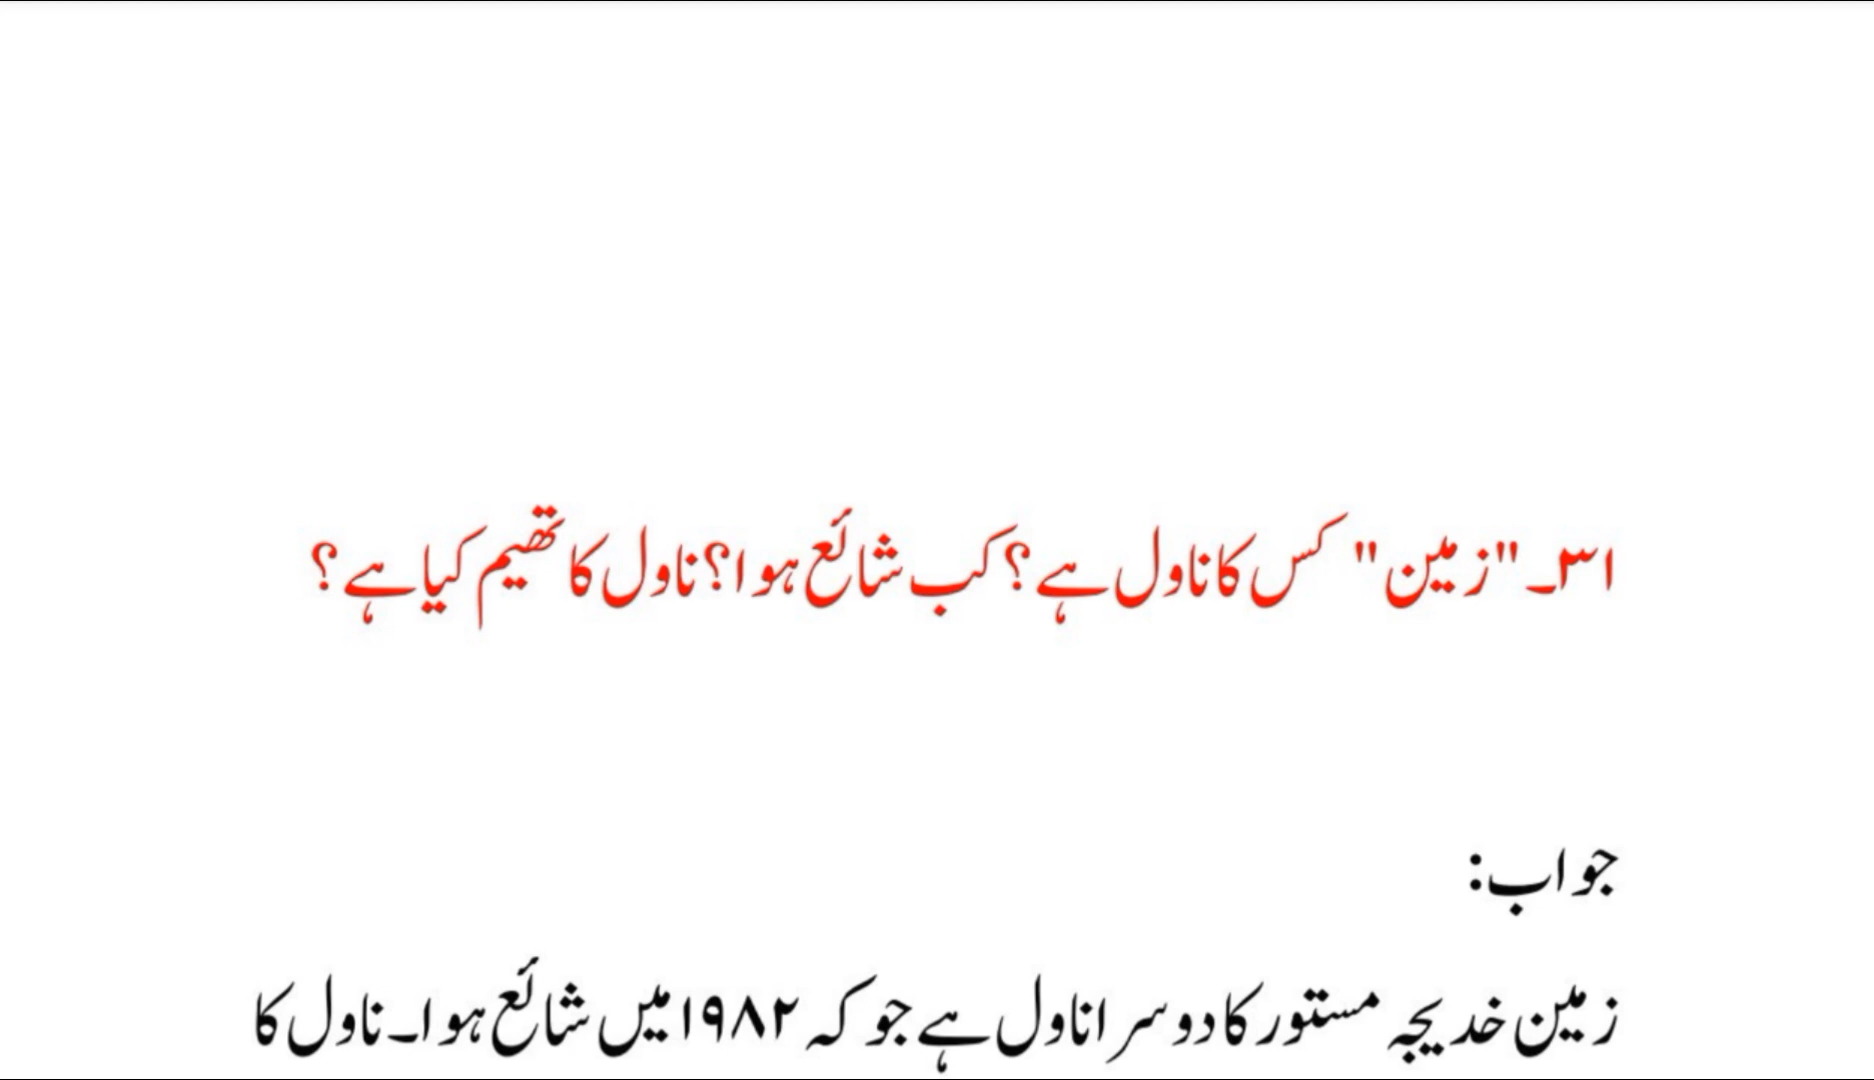 ۳۱۔ "زمین" کس کا ناول ہے؟ کب شائع ہوا؟ ناول کا تھیم کیا ہے؟
جواب:
زمین خدیجہ مستور کا دوسرا ناول ہے جو کہ ۱۹۸۲ میں شائع ہوا۔ ناول کا